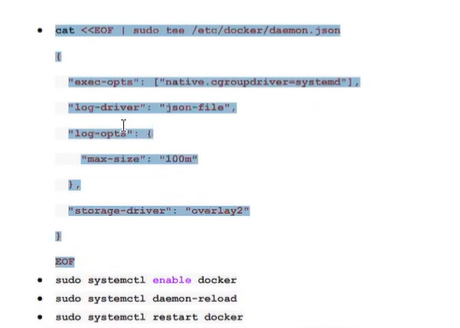 cat <<EOF | sudo tee /etc/docker/daemon.json
{
"exec-opts": ["native.cgroupdriver=systemd"],
"log-driver": "json-file",
"log-opts": {
"max-size": "100m"
},
"storage-driver": "overlay2"
}
EOF
sudo systemctl enable docker
sudo systemctl daemon-reload
sudo systemctl restart docker